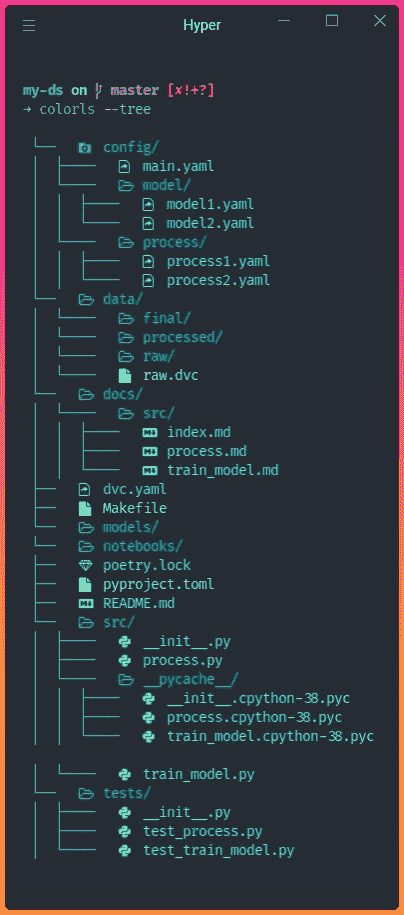 Hyper
my-ds on master [✘!+?]
→ colorls --tree
config/
main.yaml
model/
model1.yaml
model2.yaml
process/
process1.yaml
process2.yaml
data/
final/
processed/
raw/
raw.dvc
docs/
src/
index.md
process.md
train_model.md
dvc.yaml
Makefile
models/
notebooks/
poetry.lock
pyproject.toml
README.md
src/
__init__.py
process.py
__pycache__/
__init__.cpython-38.pyc
process.cpython-38.pyc
train_model.cpython-38.pyc
train_model.py
tests/
__init__.py
test_process.py
test_train_model.py